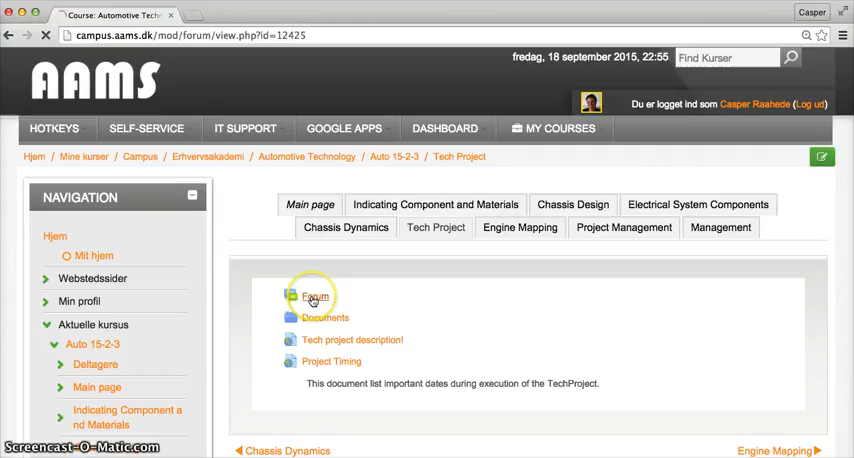 Course: Automotive Techn
Casper
campus.aams.dk/mod/forum/view.php?id=12425
fredag, 18 september 2015, 22:55
Find Kurser
AAMS
Du er logget ind som Casper Raahede (Log ud)
HOTKEYS SELF-SERVICE IT SUPPORT GOOGLE APPS DASHBOARD MY COURSES
Hjem / Mine kurser / Campus / Erhvervsakademi / Automotive Technology / Auto 15-2-3 / Tech Project
NAVIGATION
Hjem
Mit hjem
Webstedssider
Min profil
Aktuelle kursus
Auto 15-2-3
Deltagere
Main page
Indicating Component a
nd Materials
Main page Indicating Component and Materials Chassis Design Electrical System Components
Chassis Dynamics Tech Project Engine Mapping Project Management Management
Forum
Documents
Tech project description!
Project Timing
This document list important dates during execution of the TechProject.
Chassis Dynamics Engine Mapping
Screencast-O-Matic.com